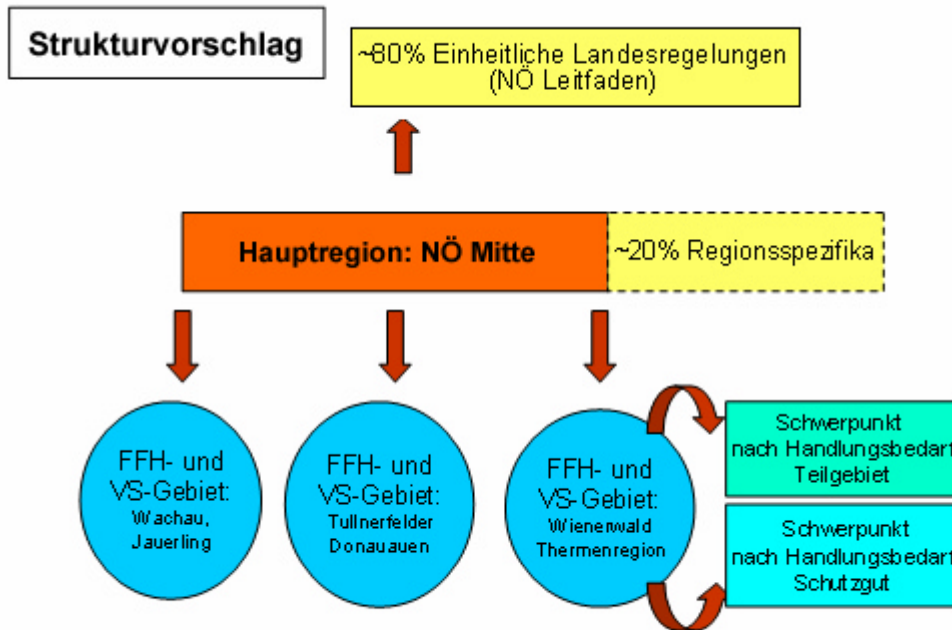 Strukturvorschlag
~80% Einheitliche Landesregelungen
(NÖ Leitfaden)
Hauptregion: NÖ Mitte
~20% Regionsspezifika
FFH- und
VS-Gebiet:
Wachau,
Jauerling
FFH- und
VS-Gebiet:
Tullnerfelder
Donauauen
FFH- und
VS-Gebiet:
Wienerwald
Thermenregion
Schwerpunkt
nach Handlungsbedarf
Teilgebiet
Schwerpunkt
nach Handlungsbedarf
Schutzgut